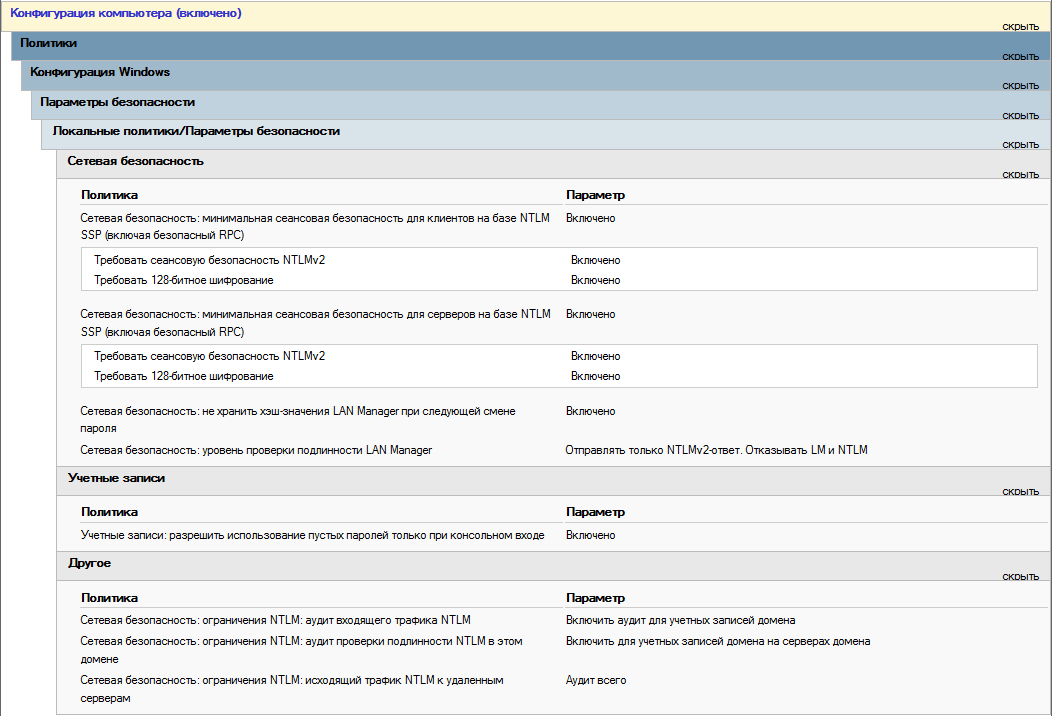 Конфигурация компьютера (включено)
скрыть
Политики
скрыть
Конфигурация Windows
скрыть
Параметры безопасности
скрыть
Локальные политики/Параметры безопасности
скрыть
Сетевая безопасность
скрыть
Политика Параметр
Сетевая безопасность: минимальная сеансовая безопасность для клиентов на базе NTLM Включено
SSP (включая безопасный RPC)
Требовать сеансовую безопасность NTLMv2 Включено
Требовать 128-битное шифрование Включено
Сетевая безопасность: минимальная сеансовая безопасность для серверов на базе NTLM Включено
SSP (включая безопасный RPC)
Требовать сеансовую безопасность NTLMv2 Включено
Требовать 128-битное шифрование Включено
Сетевая безопасность: не хранить хэш-значения LAN Manager при следующей смене Включено
пароля
Сетевая безопасность: уровень проверки подлинности LAN Manager Отправлять только NTLMv2-ответ. Отказывать LM и NTLM
Учетные записи
скрыть
Политика Параметр
Учетные записи: разрешить использование пустых паролей только при консольном входе Включено
Другое
скрыть
Политика Параметр
Сетевая безопасность: ограничения NTLM: аудит входящего трафика NTLM Включить аудит для учетных записей домена
Сетевая безопасность: ограничения NTLM: аудит проверки подлинности NTLM в этом Включить для учетных записей домена на серверах домена
домене
Сетевая безопасность: ограничения NTLM: исходящий трафик NTLM к удаленным Аудит всего
серверам